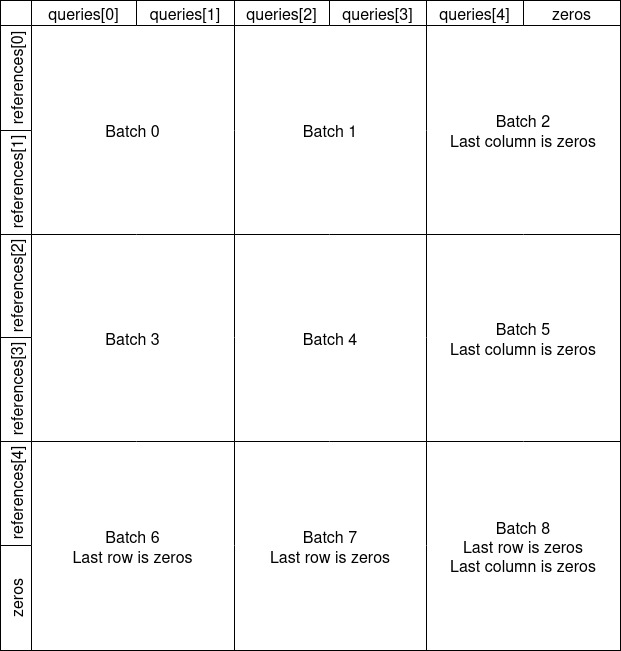 queries[0]
queries[1]
queries[2]
queries[3]
queries[4]
zeros
references[0]
references[1]
Batch 0
Batch 1
Batch 2
Last column is zeros
references[2]
references[3]
Batch 3
Batch 4
Batch 5
Last column is zeros
references[4]
zeros
Batch 6
Last row is zeros
Batch 7
Last row is zeros
Batch 8
Last row is zeros
Last column is zeros